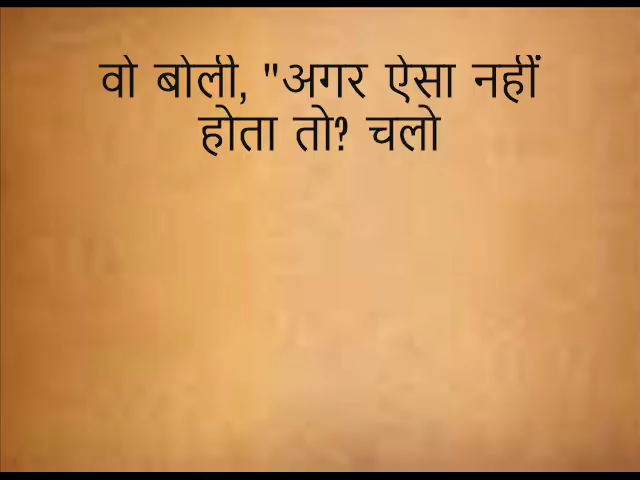 वो बोली, "अगर ऐसा नहीं
होता तो? चलो